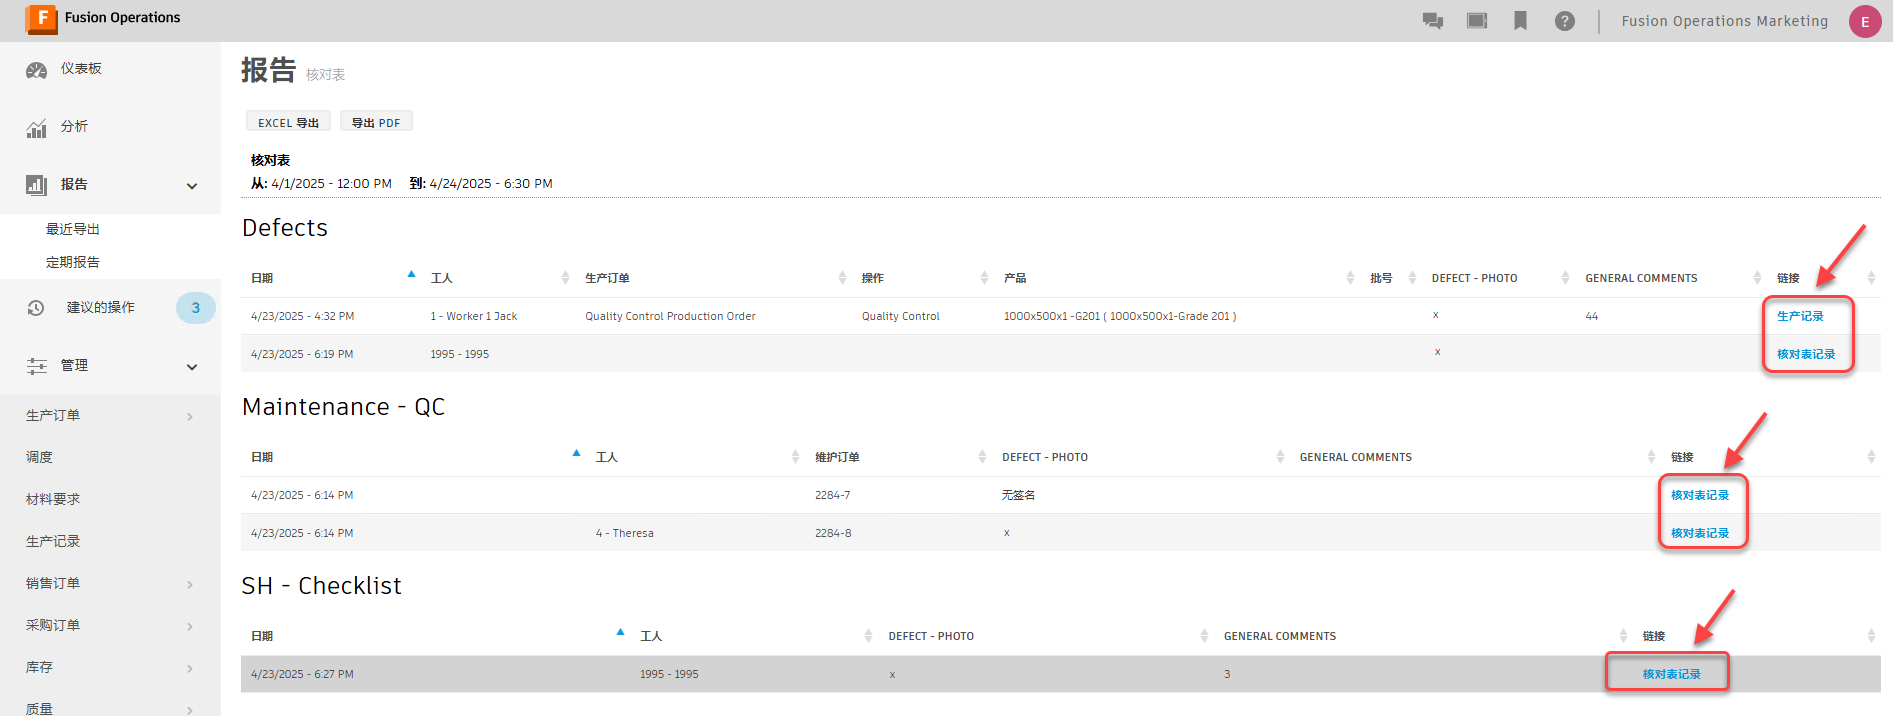 F Fusion Operations
Fusion Operations Marketing E
仪表板
分析
报告
最近导出
定期报告
建议的操作 3
管理
生产订单
调度
材料要求
生产记录
销售订单
采购订单
库存
质量
报告 核对表
EXCEL 导出 导出 PDF
核对表
从: 4/1/2025 - 12:00 PM 到: 4/24/2025 - 6:30 PM
Defects
日期 工人 生产订单 操作 产品 批号 DEFECT - PHOTO GENERAL COMMENTS 链接
4/23/2025 - 4:32 PM 1 - Worker 1 Jack Quality Control Production Order Quality Control 1000x500x1 -G201 ( 1000x500x1-Grade 201 ) x 44 生产记录
4/23/2025 - 6:19 PM 1995 - 1995 x 核对表记录
Maintenance - QC
日期 工人 维护订单 DEFECT - PHOTO GENERAL COMMENTS 链接
4/23/2025 - 6:14 PM 2284-7 无签名 核对表记录
4/23/2025 - 6:14 PM 4 - Theresa 2284-8 x 核对表记录
SH - Checklist
日期 工人 DEFECT - PHOTO GENERAL COMMENTS 链接
4/23/2025 - 6:27 PM 1995 - 1995 x 3 核对表记录